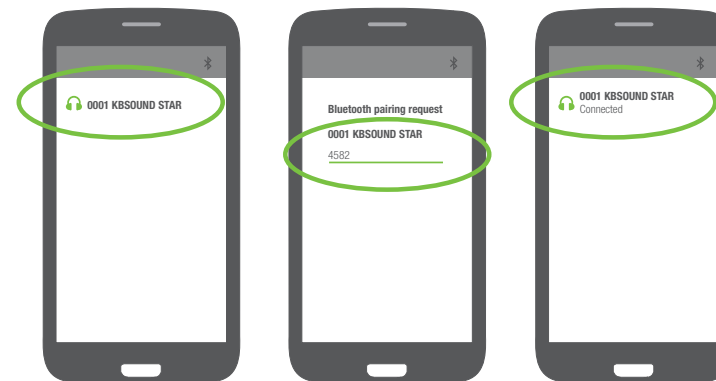 0001 KBSOUND STAR
Bluetooth pairing request
0001 KBSOUND STAR
4582
0001 KBSOUND STAR
Connected